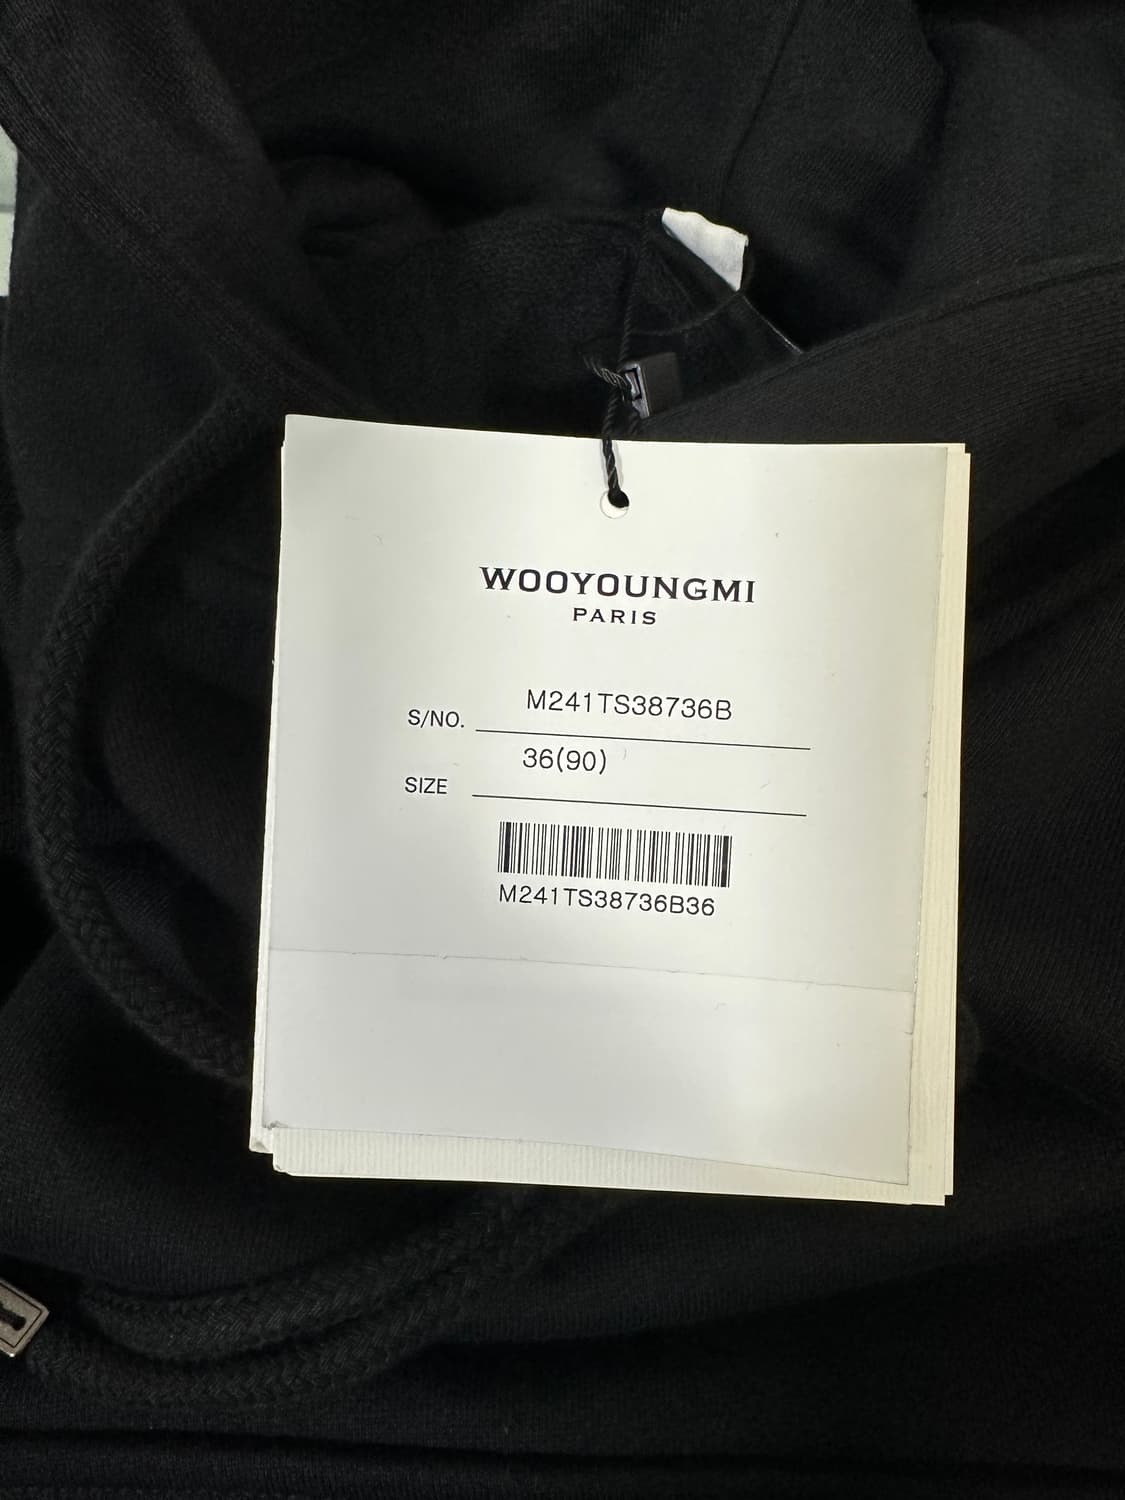 WOOYOUNGMI
PARIS
S/NO. M241TS38736B
SIZE 36(90)
M241TS38736B36